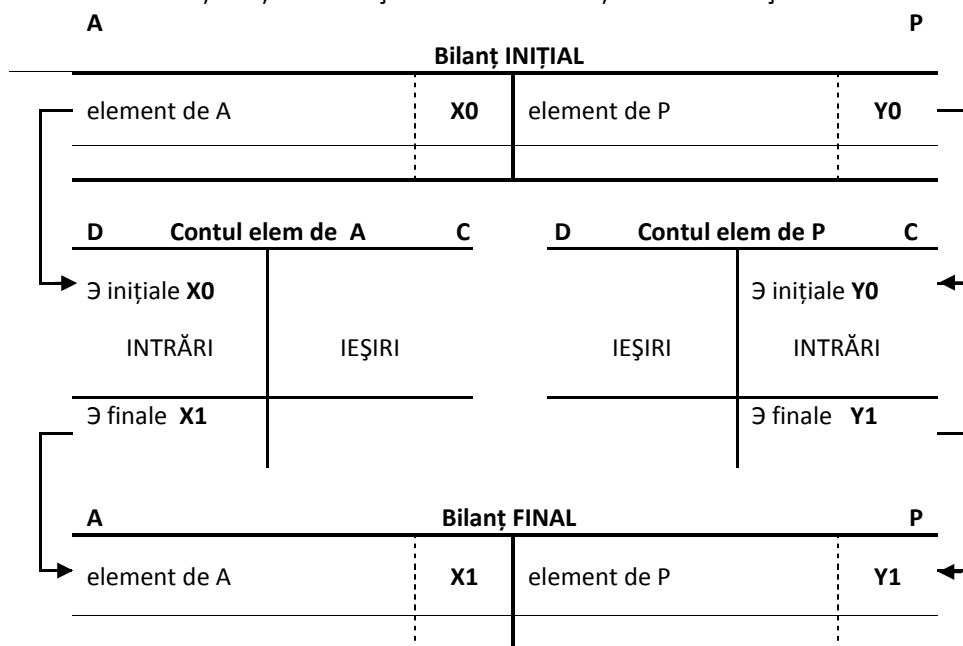 A P
Bilanț INIȚIAL
element de A X0 element de P Y0
D Contul elem de A C D Contul elem de P C
Э inițiale X0 Э inițiale Y0
INTRĂRI IEŞIRI IEŞIRI INTRĂRI
Э finale X1 Э finale Y1
A Bilanț FINAL P
element de A X1 element de P Y1